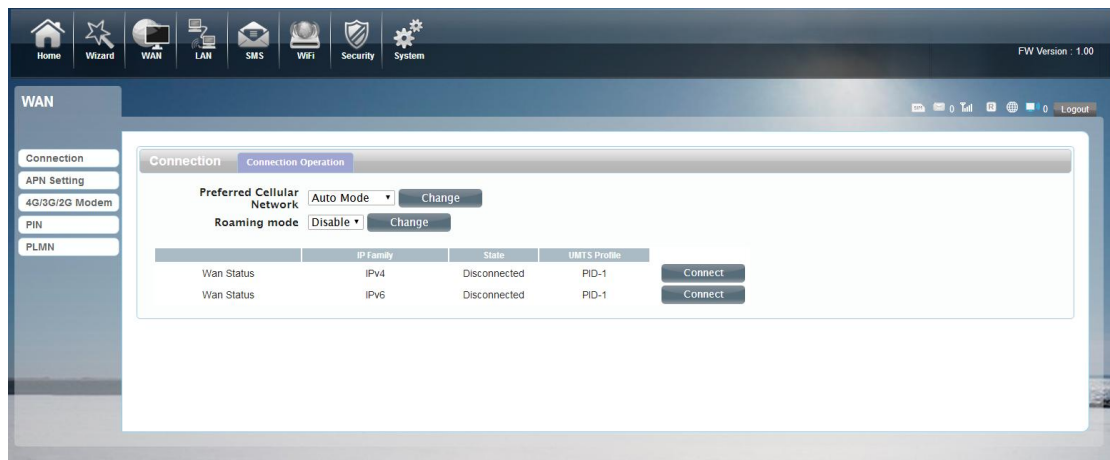 Home Wizard WAN LAN SMS WiFi Security System
FW Version : 1.00
WAN
0 R 0 Logout
Connection
APN Setting
4G/3G/2G Modem
PIN
PLMN
Connection Connection Operation
Preferred Cellular Network Auto Mode Change
Roaming mode Disable Change
IP Family State UMTS Profile
Wan Status IPv4 Disconnected PID-1 Connect
Wan Status IPv6 Disconnected PID-1 Connect